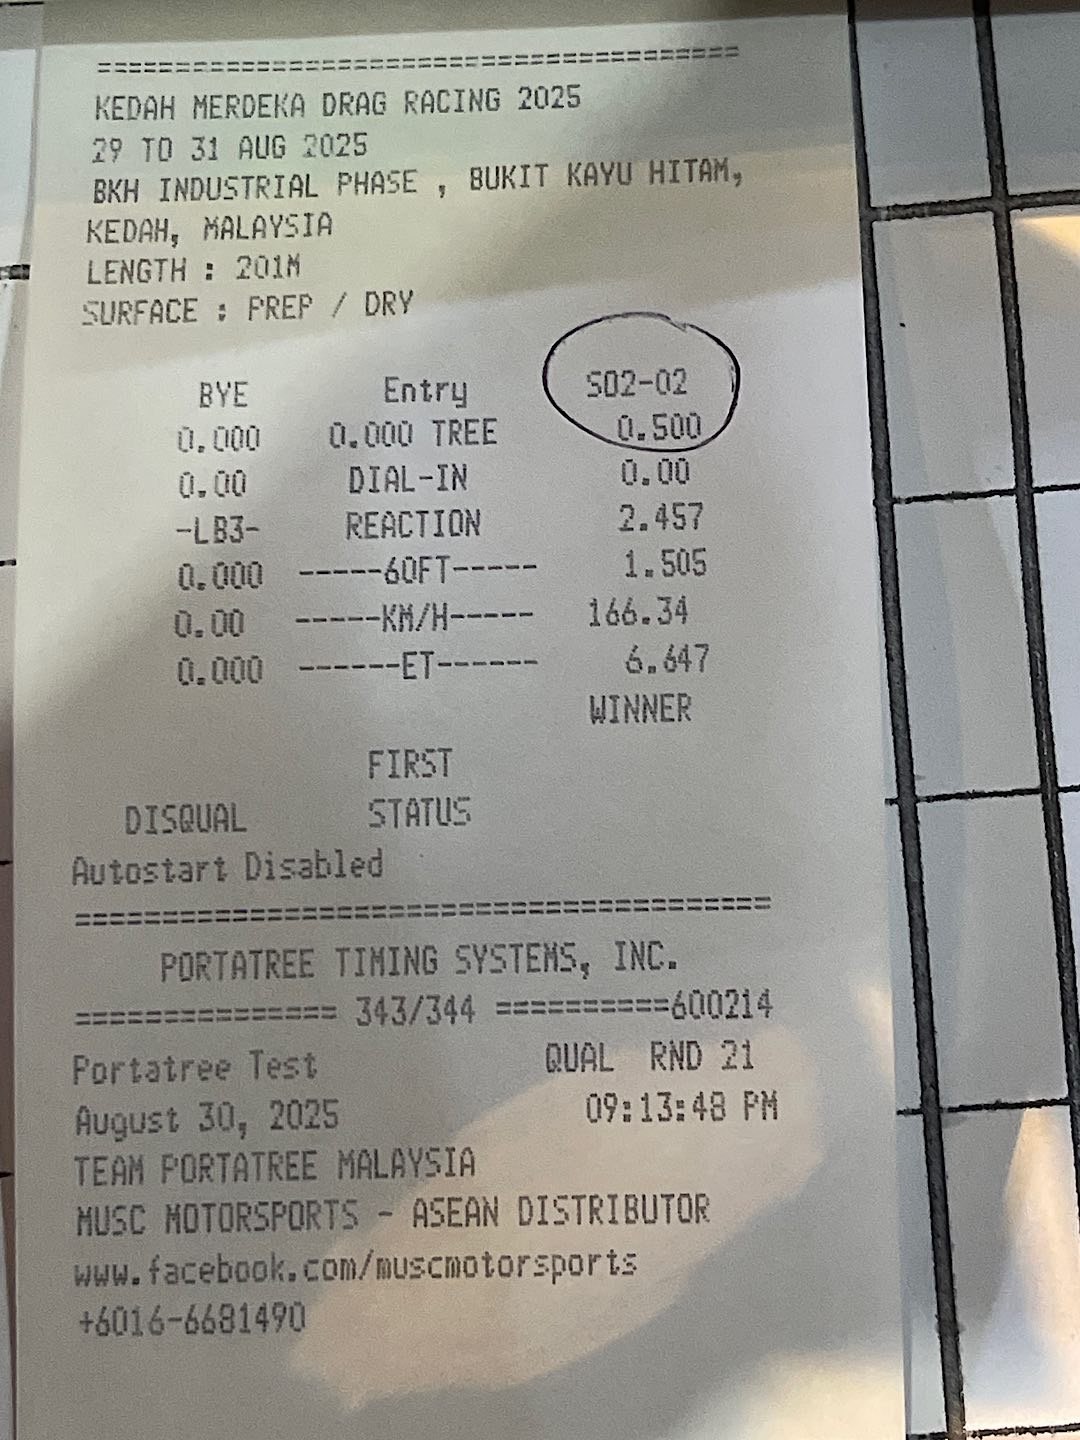 ========================================
KEDAH MERDEKA DRAG RACING 2025
29 TO 31 AUG 2025
BKH INDUSTRIAL PHASE , BUKIT KAYU HITAM,
KEDAH, MALAYSIA
LENGTH : 201M
SURFACE : PREP / DRY
BYE Entry SO2-02
0.000 0.000 TREE 0.500
0.00 DIAL-IN 0.00
-LB3- REACTION 2.457
0.000 -----60FT----- 1.505
0.00 -----KM/H----- 166.34
0.000 ------ET------ 6.647
WINNER
FIRST
DISQUAL STATUS
Autostart Disabled
========================================
PORTATREE TIMING SYSTEMS, INC.
=============== 343/344 ==========600214
Portatree Test QUAL RND 21
August 30, 2025 09:13:48 PM
TEAM PORTATREE MALAYSIA
MUSC MOTORSPORTS - ASEAN DISTRIBUTOR
www.facebook.com/muscmotorsports
+6016-6681490